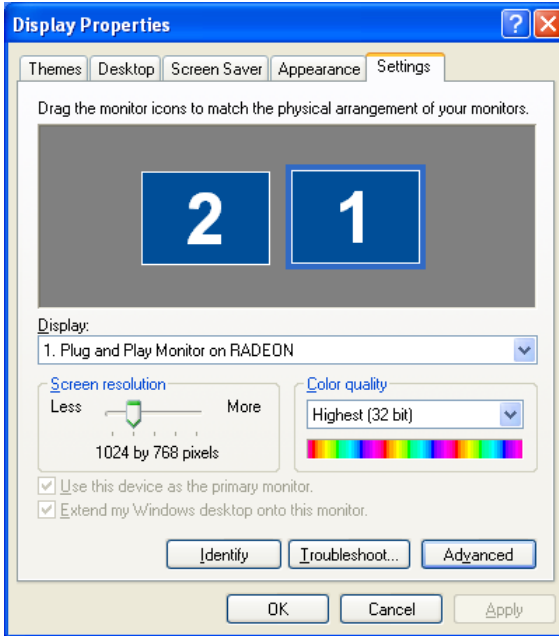 Display Properties
Themes Desktop Screen Saver Appearance Settings
Drag the monitor icons to match the physical arrangement of your monitors.
2 1
Display:
1. Plug and Play Monitor on RADEON
Screen resolution Color quality
Less More Highest (32 bit)
1024 by 768 pixels
Use this device as the primary monitor.
Extend my Windows desktop onto this monitor.
Identify Troubleshoot... Advanced
OK Cancel Apply